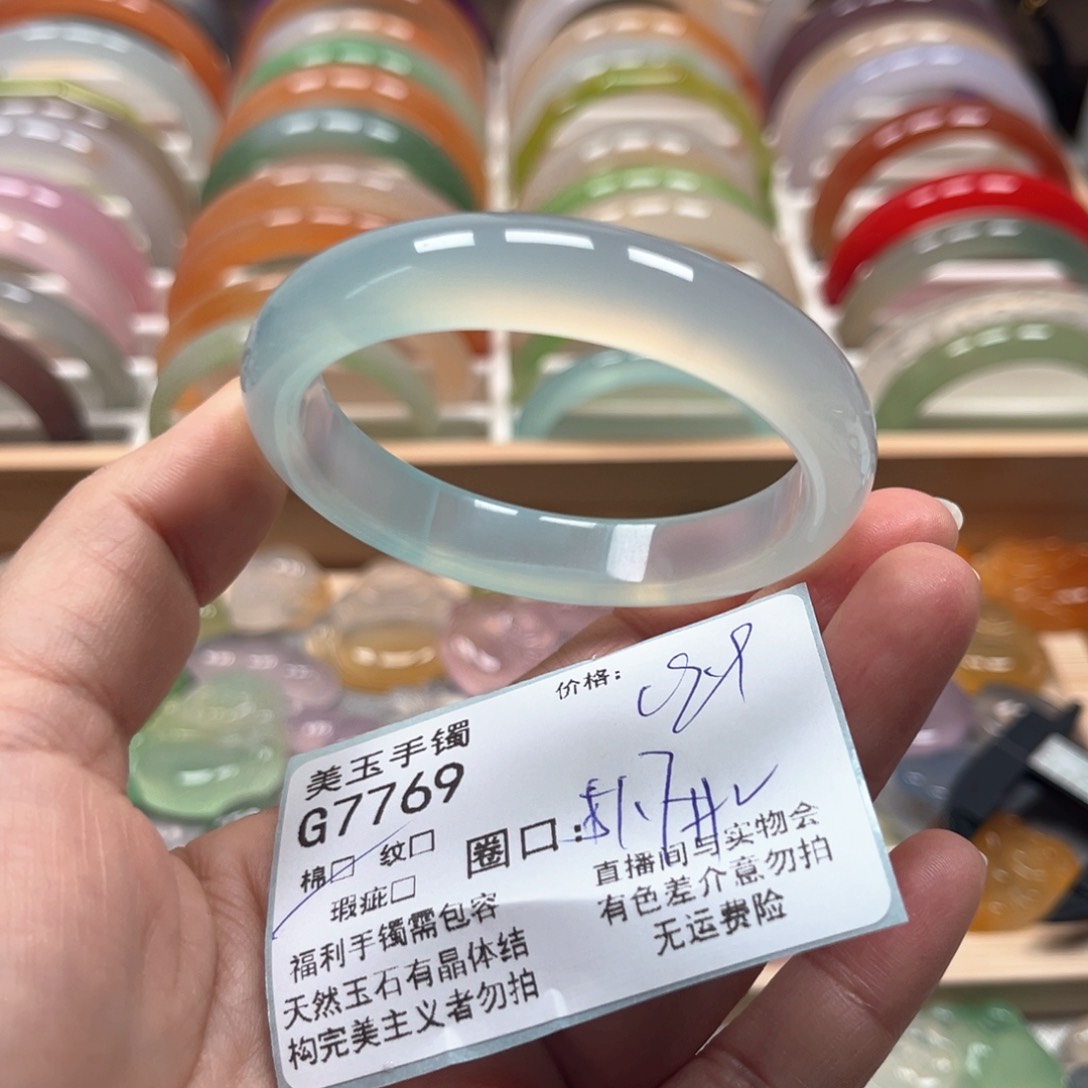 价格:
美玉手镯
G7769
棉□ 纹□
圈口:
瑕疵□
福利手镯需包容
天然玉石有晶体结
构完美主义者勿拍
直播间与实物会
有色差介意勿拍
无运费险